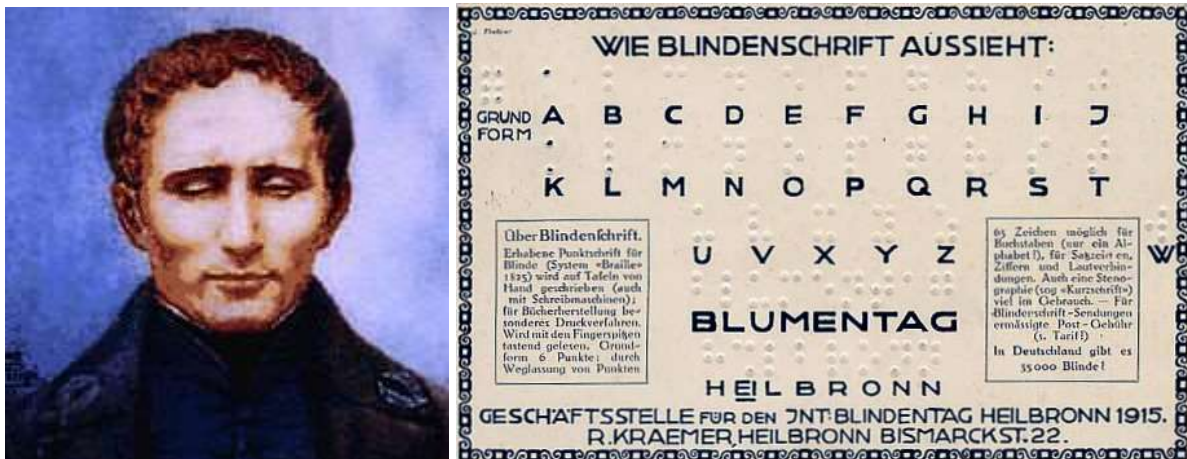 WIE BLINDENSCHRIFT AUSSIEHT:
GRUND
FORM
A B C D E F G H I J
K L M N O P Q R S T
U V X Y Z W
Über Blindenſchrift.
Erhabene Punktschrift für
Blinde (System «Braille»
1825) wird auf Tafeln von
Hand geschrieben (auch
mit Schreibmaschinen);
für Bücherherstellung be-
sonderes Druckverfahren.
Wird mit den Fingerspitzen
tastend gelesen. Grund-
form 6 Punkte; durch
Weglassung von Punkten
63 Zeichen möglich für
Buchstaben (nur ein Al-
phabet!), für Satzzeichen,
Ziffern und Lautverbin-
dungen. Auch eine Steno-
graphie (sog «Kurzschrift»)
viel im Gebrauch. — Für
Blindenschrift-Sendungen
ermässigte Post-Gebühr
(s. Tarif!)
In Deutschland gibt es
35000 Blinde!
BLUMENTAG
HEILBRONN
GESCHÄFTSSTELLE FÜR DEN JNT. BLINDENTAG HEILBRONN 1915.
R. KRAEMER, HEILBRONN BISMARCKST. 22.